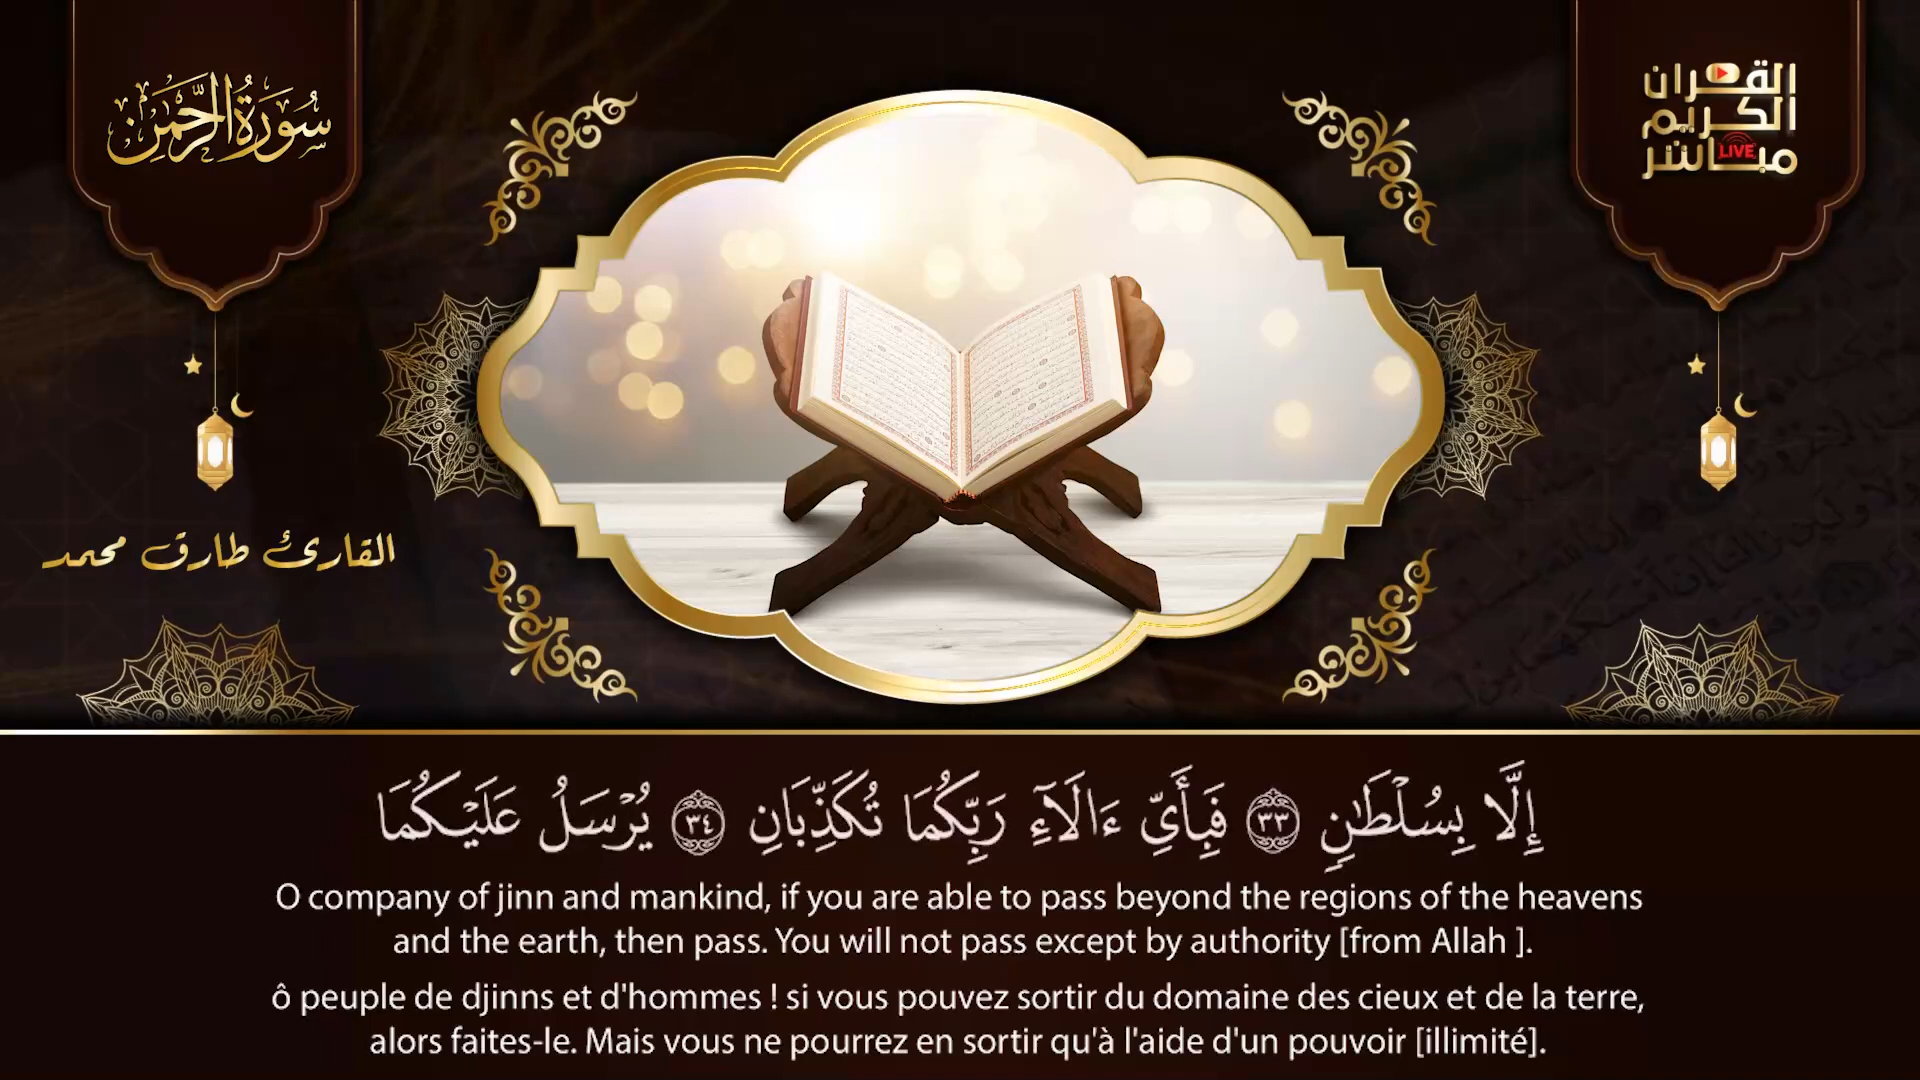 سُورَةُ الرَّحْمَٰنِ
القرآن
الكريم
مباشر
LIVE
القارئ طارق محمد
إِلَّا بِسُلْطَٰنٍ ٣٣ فَبِأَىِّ ءَالَآءِ رَبِّكُمَا تُكَذِّبَانِ ٣٤ يُرْسَلُ عَلَيْكُمَا
O company of jinn and mankind, if you are able to pass beyond the regions of the heavens
and the earth, then pass. You will not pass except by authority [from Allah ].
ô peuple de djinns et d'hommes ! si vous pouvez sortir du domaine des cieux et de la terre,
alors faites-le. Mais vous ne pourrez en sortir qu'à l'aide d'un pouvoir [illimité].